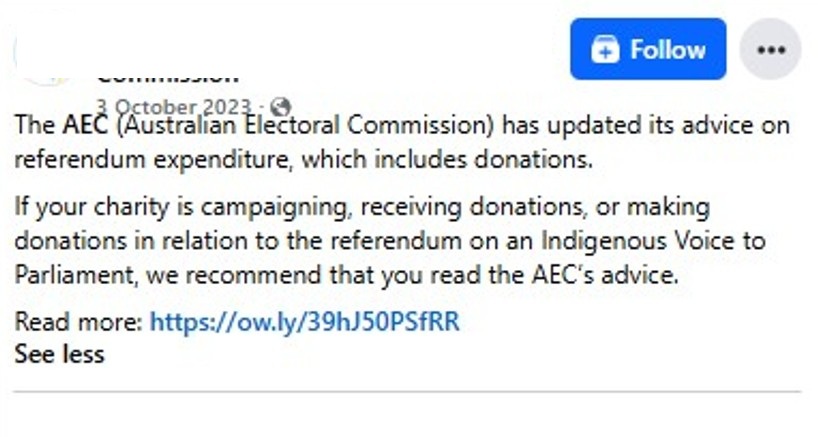 Follow
Commission
3 October 2023 ·
The AEC (Australian Electoral Commission) has updated its advice on
referendum expenditure, which includes donations.
If your charity is campaigning, receiving donations, or making
donations in relation to the referendum on an Indigenous Voice to
Parliament, we recommend that you read the AEC's advice.
Read more: https://ow.ly/39hJ50PSfRR
See less